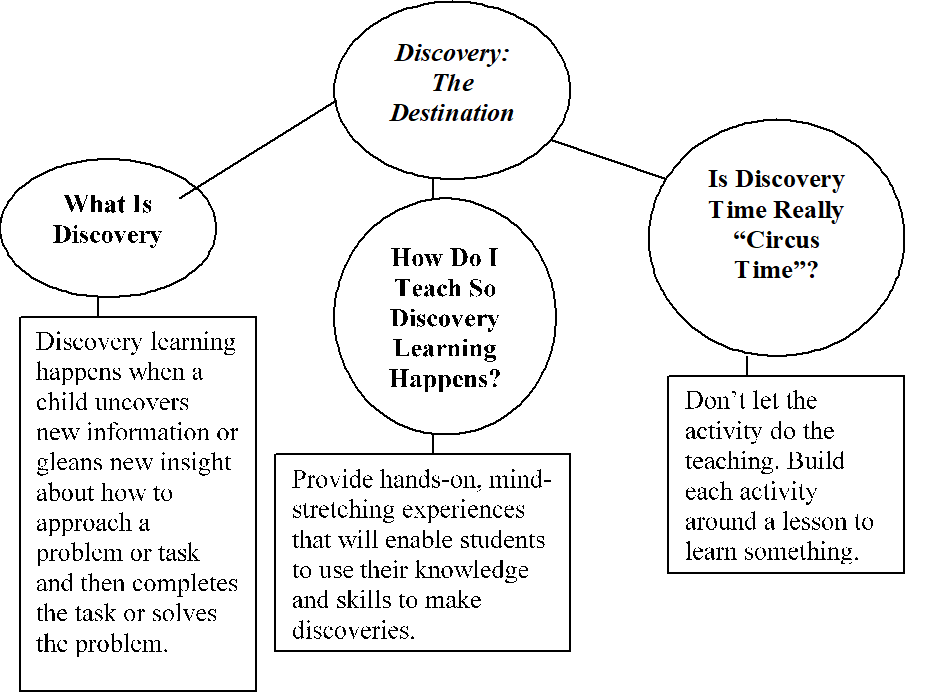 Discovery:
The
Destination
What Is
Discovery
How Do I
Teach So
Discovery
Learning
Happens?
Is Discovery
Time Really
“Circus
Time”?
Discovery learning
happens when a
child uncovers
new information or
gleans new insight
about how to
approach a
problem or task
and then completes
the task or solves
the problem.
Provide hands-on, mind-
stretching experiences
that will enable students
to use their knowledge
and skills to make
discoveries.
Don’t let the
activity do the
teaching. Build
each activity
around a lesson to
learn something.